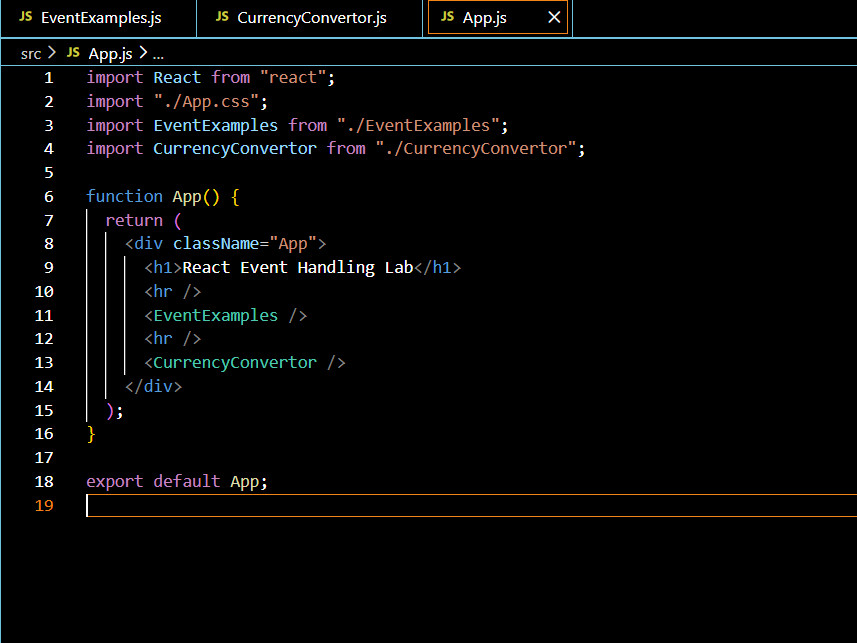 JS EventExamples.js JS CurrencyConvertor.js JS App.js ×
src > JS App.js > ...
1 import React from "react";
2 import "./App.css";
3 import EventExamples from "./EventExamples";
4 import CurrencyConvertor from "./CurrencyConvertor";
5
6 function App() {
7   return (
8     <div className="App">
9       <h1>React Event Handling Lab</h1>
10       <hr />
11       <EventExamples />
12       <hr />
13       <CurrencyConvertor />
14     </div>
15   );
16 }
17
18 export default App;
19